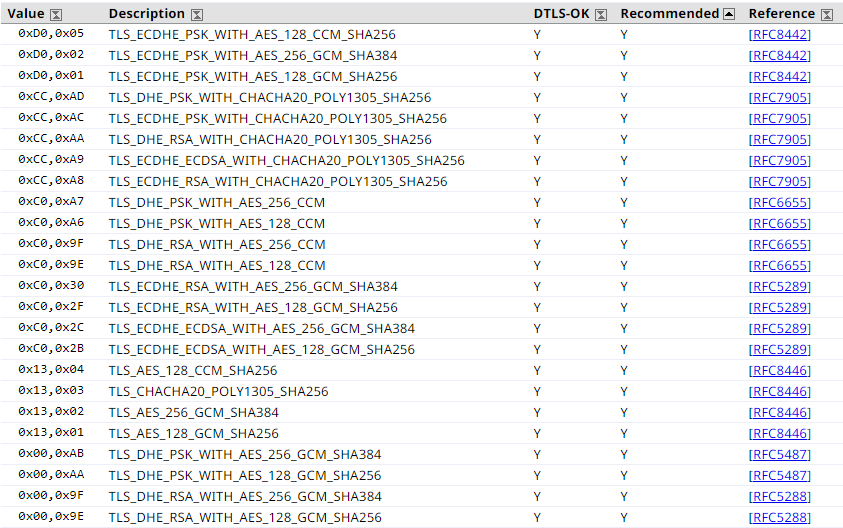 Value Description DTLS-OK Recommended Reference
0xD0,0x05 TLS_ECDHE_PSK_WITH_AES_128_CCM_SHA256 Y Y [RFC8442]
0xD0,0x02 TLS_ECDHE_PSK_WITH_AES_256_GCM_SHA384 Y Y [RFC8442]
0xD0,0x01 TLS_ECDHE_PSK_WITH_AES_128_GCM_SHA256 Y Y [RFC8442]
0xCC,0xAD TLS_DHE_PSK_WITH_CHACHA20_POLY1305_SHA256 Y Y [RFC7905]
0xCC,0xAC TLS_ECDHE_PSK_WITH_CHACHA20_POLY1305_SHA256 Y Y [RFC7905]
0xCC,0xAA TLS_DHE_RSA_WITH_CHACHA20_POLY1305_SHA256 Y Y [RFC7905]
0xCC,0xA9 TLS_ECDHE_ECDSA_WITH_CHACHA20_POLY1305_SHA256 Y Y [RFC7905]
0xCC,0xA8 TLS_ECDHE_RSA_WITH_CHACHA20_POLY1305_SHA256 Y Y [RFC7905]
0xC0,0xA7 TLS_DHE_PSK_WITH_AES_256_CCM Y Y [RFC6655]
0xC0,0xA6 TLS_DHE_PSK_WITH_AES_128_CCM Y Y [RFC6655]
0xC0,0x9F TLS_DHE_RSA_WITH_AES_256_CCM Y Y [RFC6655]
0xC0,0x9E TLS_DHE_RSA_WITH_AES_128_CCM Y Y [RFC6655]
0xC0,0x30 TLS_ECDHE_RSA_WITH_AES_256_GCM_SHA384 Y Y [RFC5289]
0xC0,0x2F TLS_ECDHE_RSA_WITH_AES_128_GCM_SHA256 Y Y [RFC5289]
0xC0,0x2C TLS_ECDHE_ECDSA_WITH_AES_256_GCM_SHA384 Y Y [RFC5289]
0xC0,0x2B TLS_ECDHE_ECDSA_WITH_AES_128_GCM_SHA256 Y Y [RFC5289]
0x13,0x04 TLS_AES_128_CCM_SHA256 Y Y [RFC8446]
0x13,0x03 TLS_CHACHA20_POLY1305_SHA256 Y Y [RFC8446]
0x13,0x02 TLS_AES_256_GCM_SHA384 Y Y [RFC8446]
0x13,0x01 TLS_AES_128_GCM_SHA256 Y Y [RFC8446]
0x00,0xAB TLS_DHE_PSK_WITH_AES_256_GCM_SHA384 Y Y [RFC5487]
0x00,0xAA TLS_DHE_PSK_WITH_AES_128_GCM_SHA256 Y Y [RFC5487]
0x00,0x9F TLS_DHE_RSA_WITH_AES_256_GCM_SHA384 Y Y [RFC5288]
0x00,0x9E TLS_DHE_RSA_WITH_AES_128_GCM_SHA256 Y Y [RFC5288]